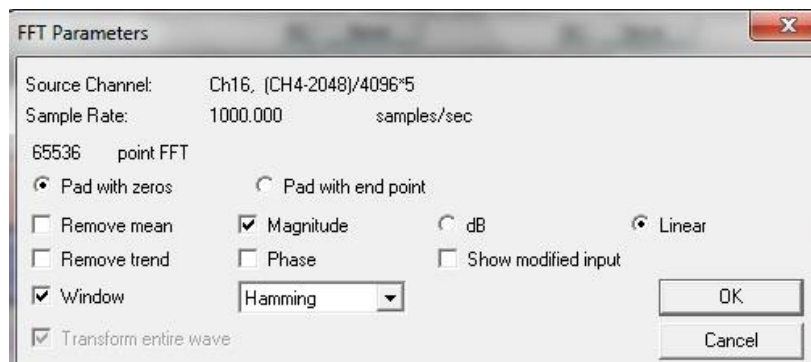 FFT Parameters
Source Channel: Ch16, (CH4-2048)/4096*5
Sample Rate: 1000.000 samples/sec
65536 point FFT
Pad with zeros Pad with end point
Remove mean Magnitude dB Linear
Remove trend Phase Show modified input
Window Hamming OK
Transform entire wave Cancel